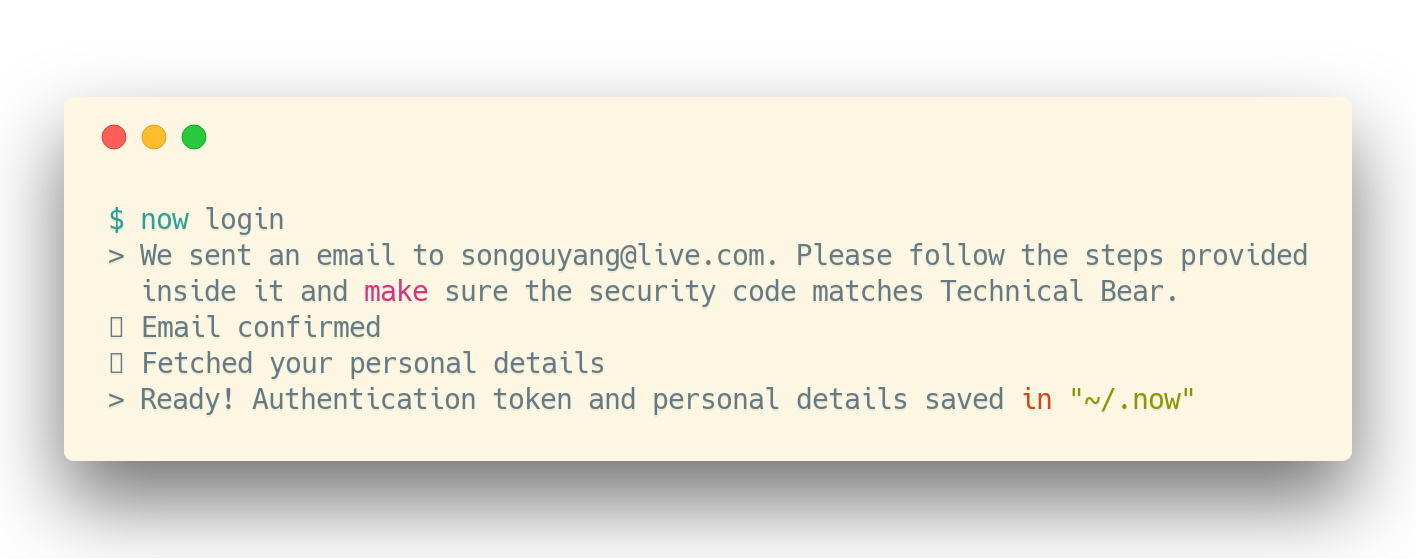 $ now login
> We sent an email to songouyang@live.com. Please follow the steps provided
inside it and make sure the security code matches Technical Bear.
▯ Email confirmed
▯ Fetched your personal details
> Ready! Authentication token and personal details saved in "~/.now"